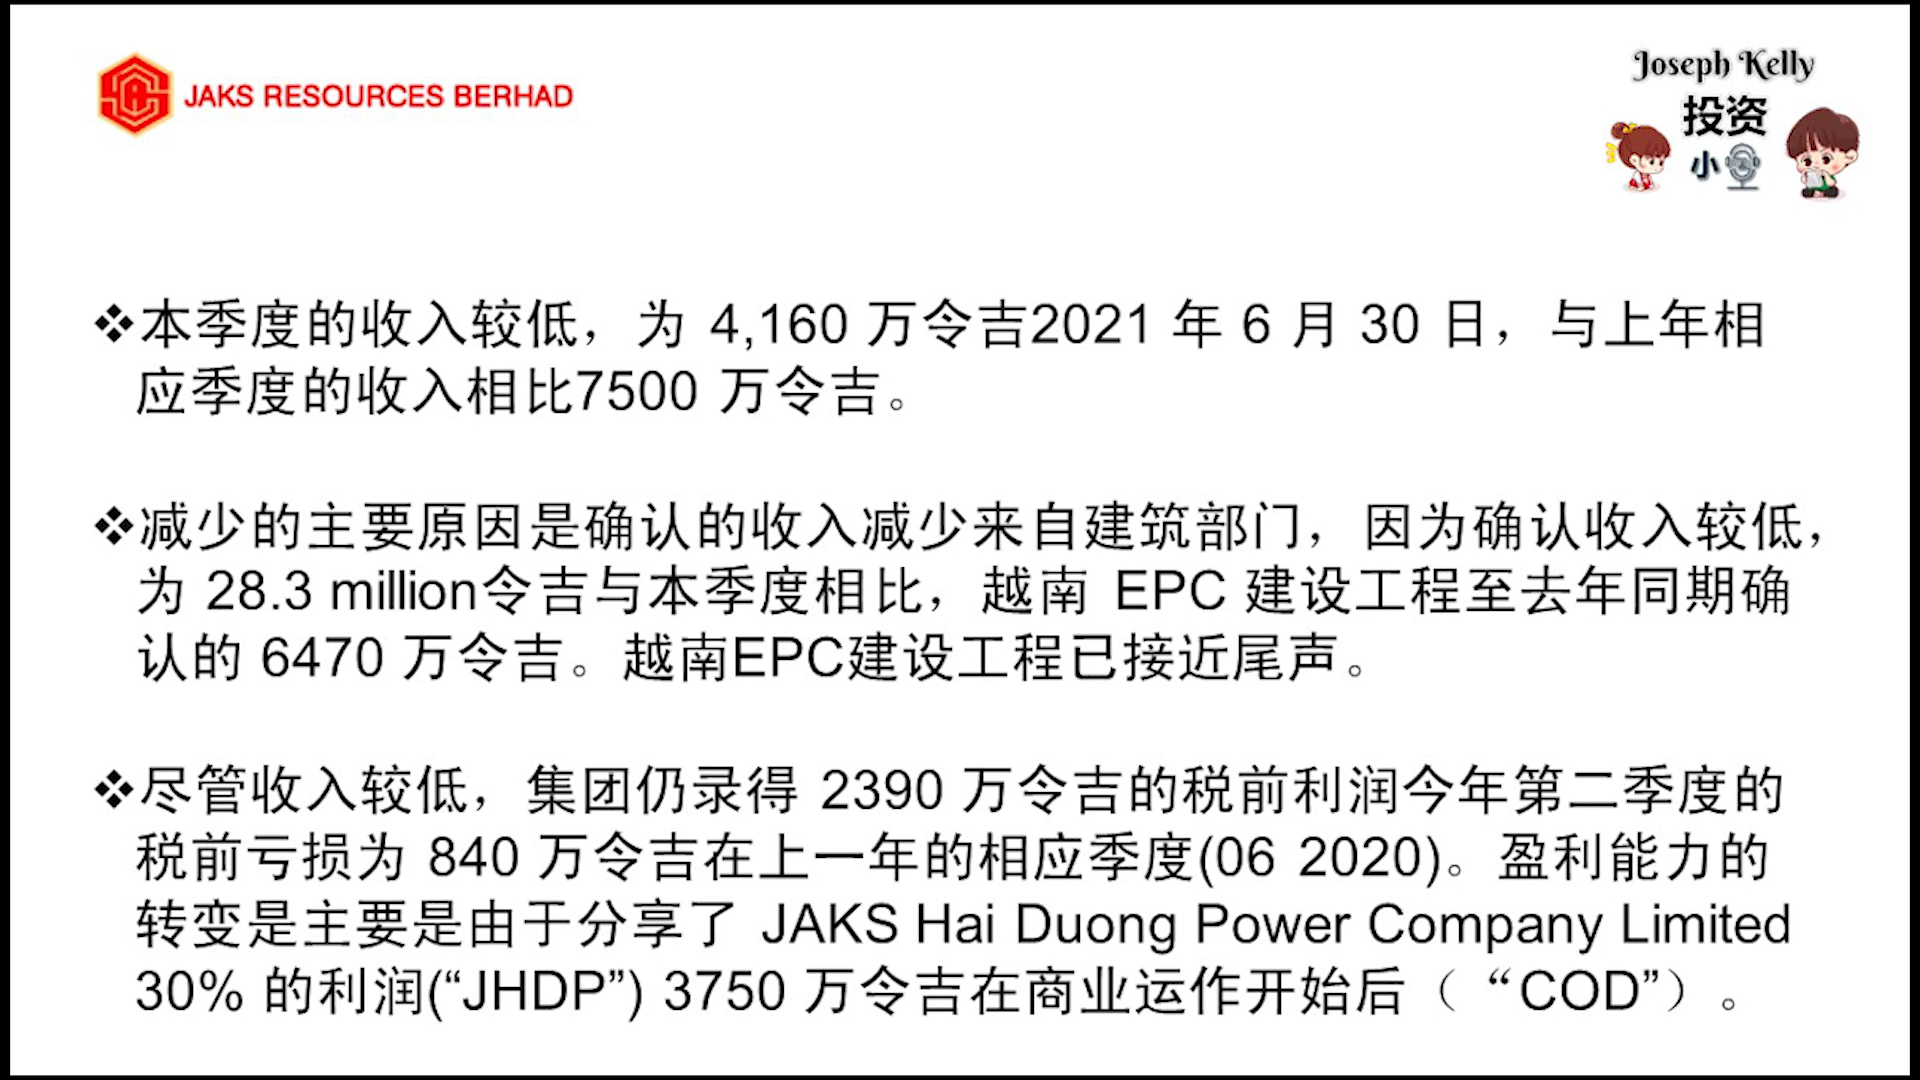 JAKS RESOURCES BERHAD
Joseph Kelly
投资
小
❖本季度的收入较低，为 4,160 万令吉2021 年 6 月 30 日，与上年相
应季度的收入相比7500 万令吉。
❖减少的主要原因是确认的收入减少来自建筑部门，因为确认收入较低，
为 28.3 million令吉与本季度相比，越南 EPC 建设工程至去年同期确
认的 6470 万令吉。越南EPC建设工程已接近尾声。
❖尽管收入较低，集团仍录得 2390 万令吉的税前利润今年第二季度的
税前亏损为 840 万令吉在上一年的相应季度(06 2020)。盈利能力的
转变是主要是由于分享了 JAKS Hai Duong Power Company Limited
30% 的利润(“JHDP”) 3750 万令吉在商业运作开始后（“COD”）。